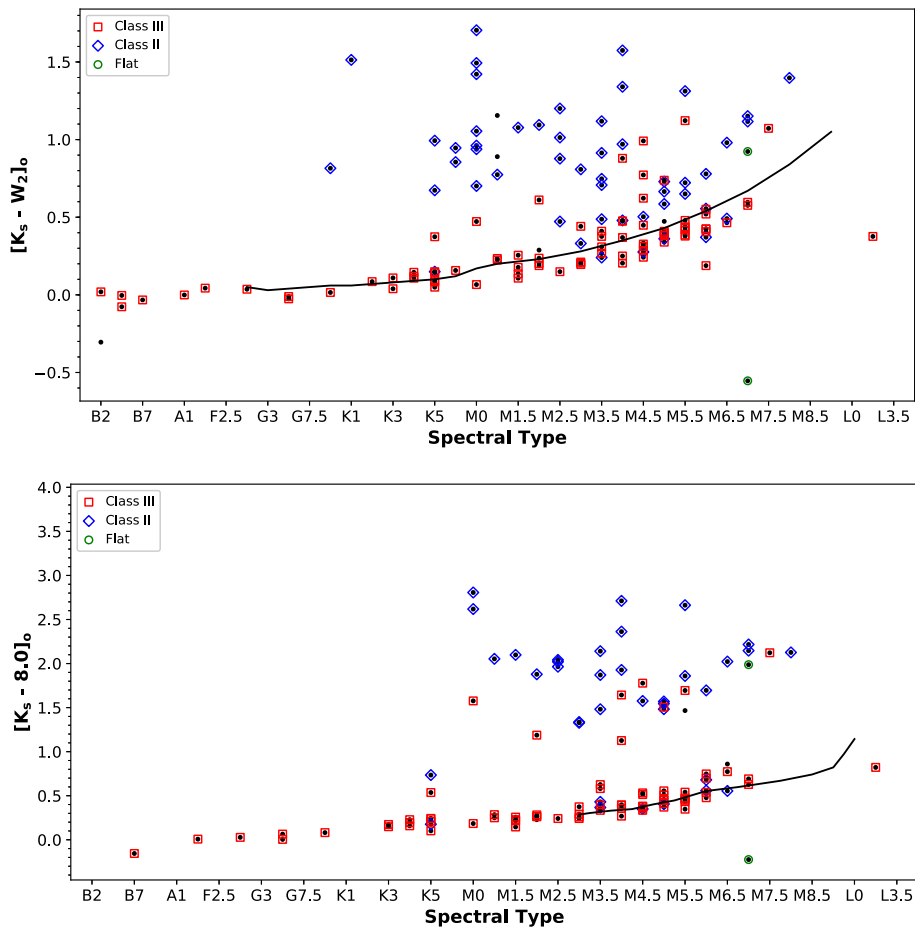 Class III
Class II
Flat
[Kₛ - W₂]ₒ
1.5
1.0
0.5
0.0
−0.5
B2 B7 A1 F2.5 G3 G7.5 K1 K3 K5 M0 M1.5 M2.5 M3.5 M4.5 M5.5 M6.5 M7.5 M8.5 L0 L3.5
Spectral Type
Class III
Class II
Flat
[Kₛ - 8.0]ₒ
4.0
3.5
3.0
2.5
2.0
1.5
1.0
0.5
0.0
B2 B7 A1 F2.5 G3 G7.5 K1 K3 K5 M0 M1.5 M2.5 M3.5 M4.5 M5.5 M6.5 M7.5 M8.5 L0 L3.5
Spectral Type